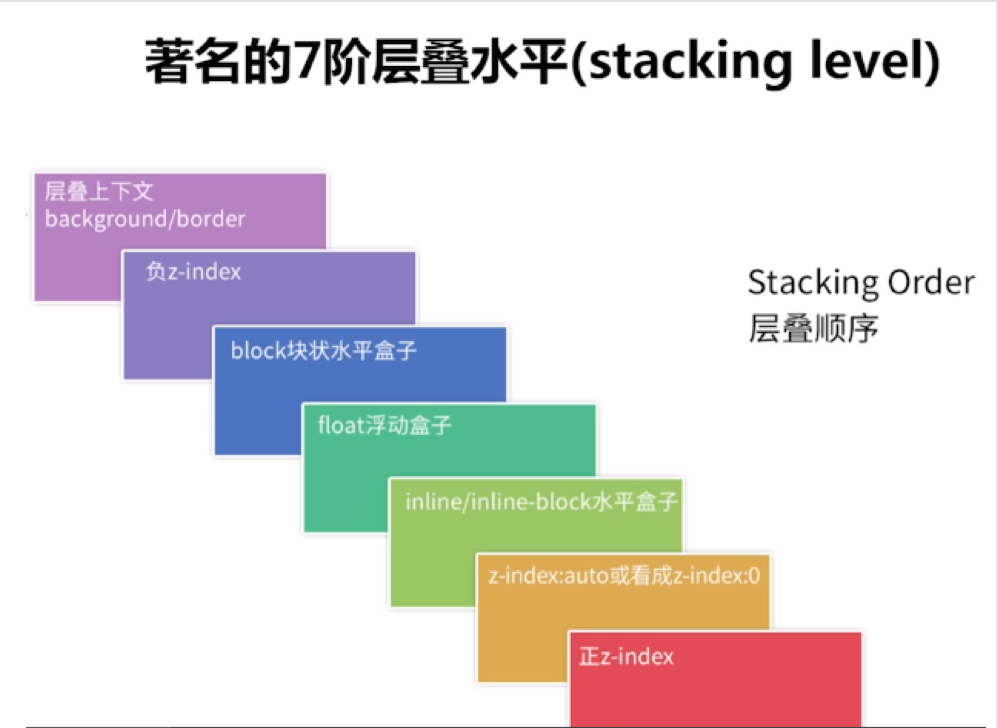 著名的7阶层叠水平(stacking level)
层叠上下文
background/border
负z-index
Stacking Order
层叠顺序
block块状水平盒子
float浮动盒子
inline/inline-block水平盒子
z-index:auto或看成z-index:0
正z-index